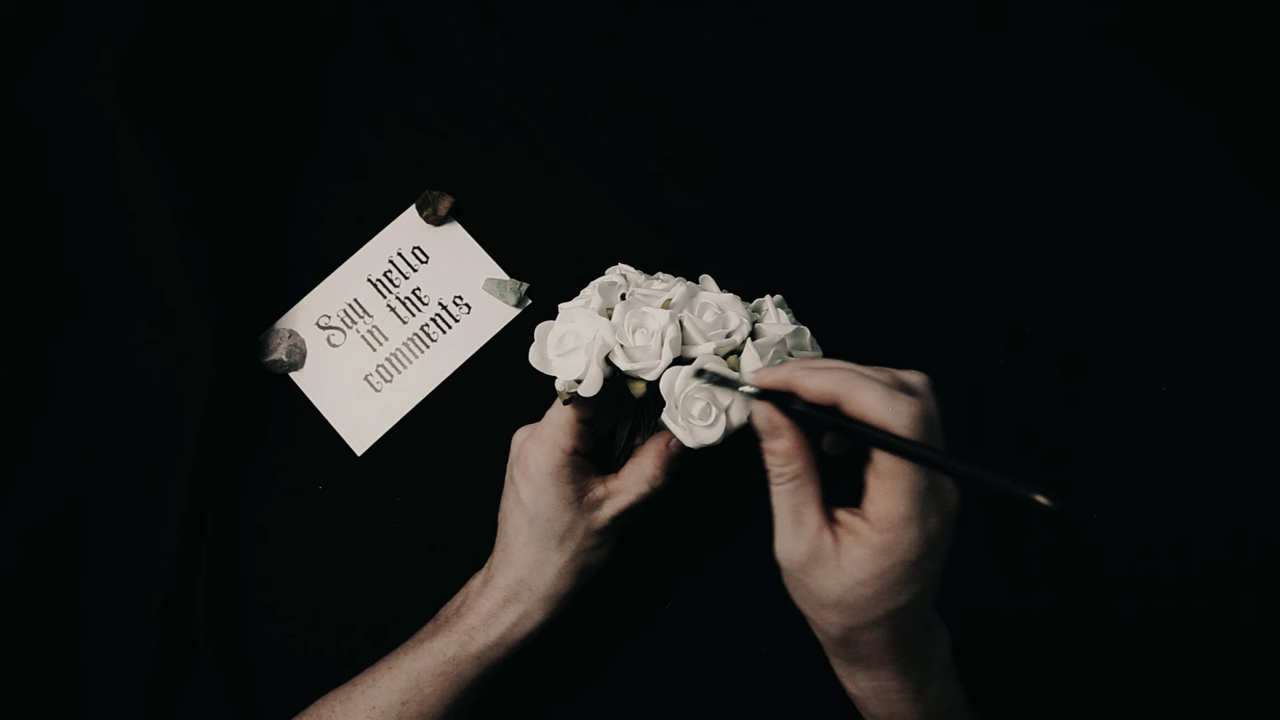 Say hello
in the
comments